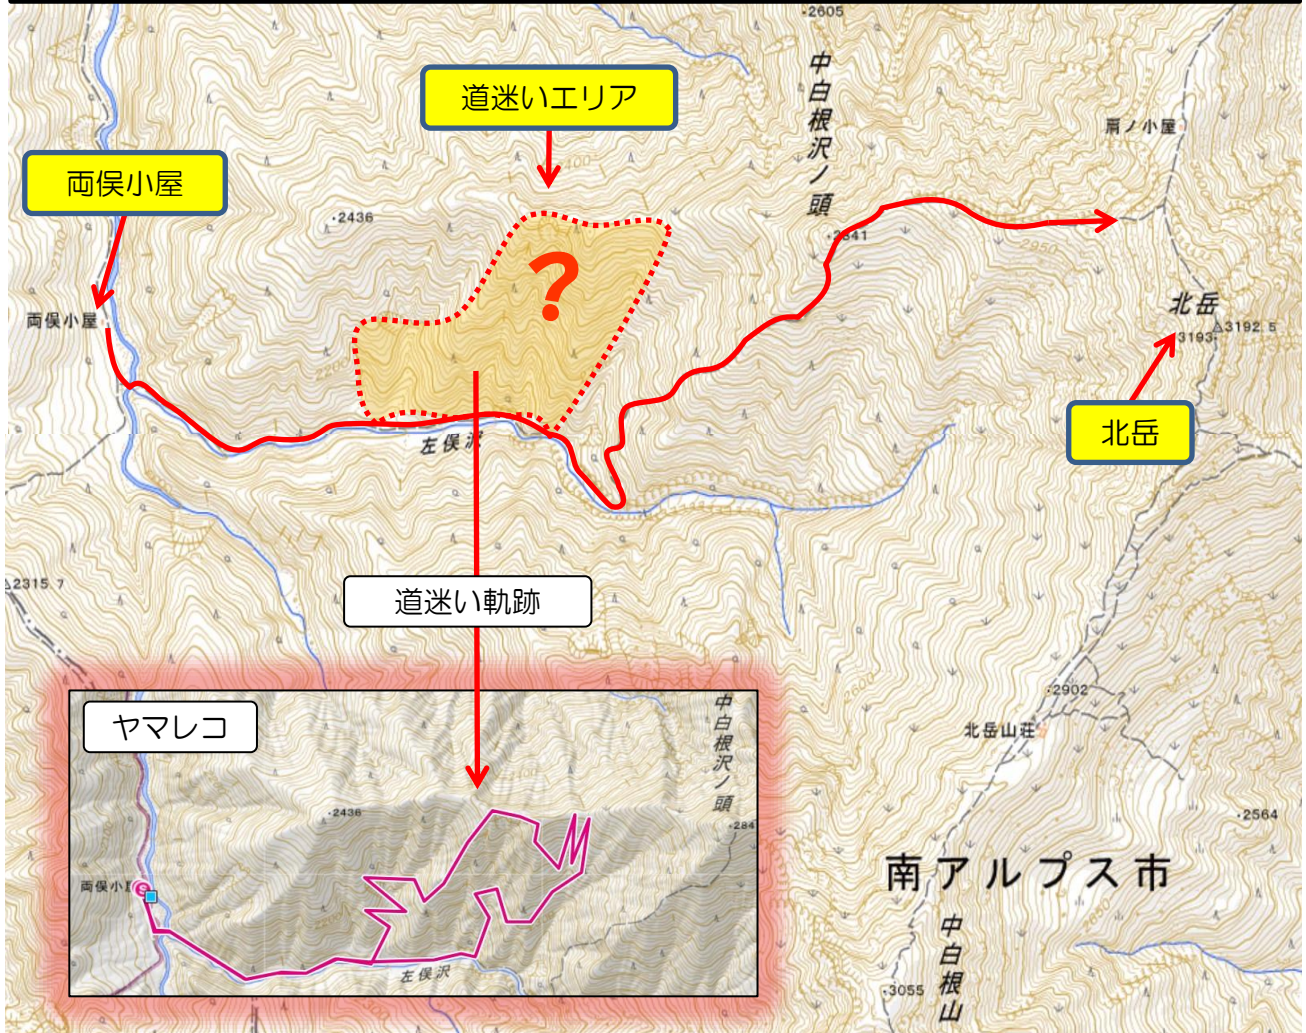 ・2605
中白根沢ノ頭
道迷いエリア
肩ノ小屋
両俣小屋
・2436
2400
・2841
2950
北岳
両俣小屋
△3192.5
3193・
2200
北岳
左俣沢
△2315.7
道迷い軌跡
2600
・2902
ヤマレコ
中白根沢ノ頭
北岳山荘
・2436
・284
・2564
南アルプス市
両俣小
左俣沢
中白根山
・3055